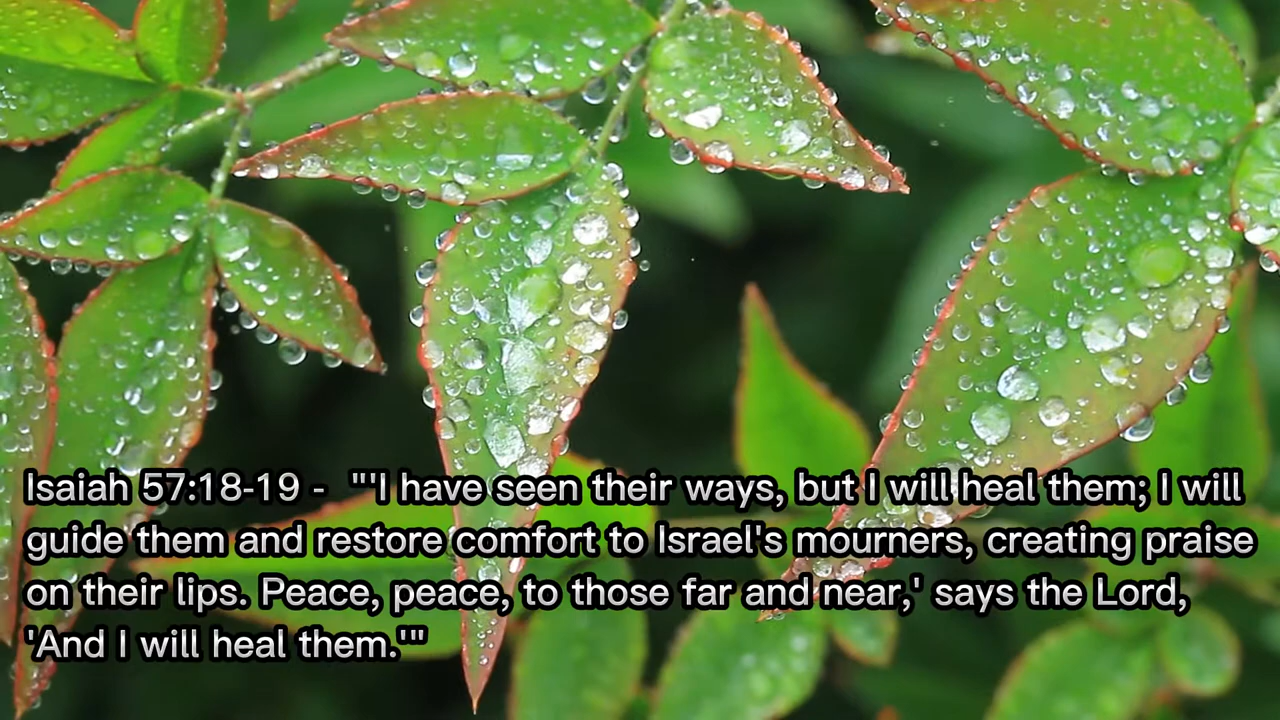 Isaiah 57:18-19 -  "'I have seen their ways, but I will heal them; I will
guide them and restore comfort to Israel's mourners, creating praise
on their lips. Peace, peace, to those far and near,' says the Lord,
'And I will heal them.'"